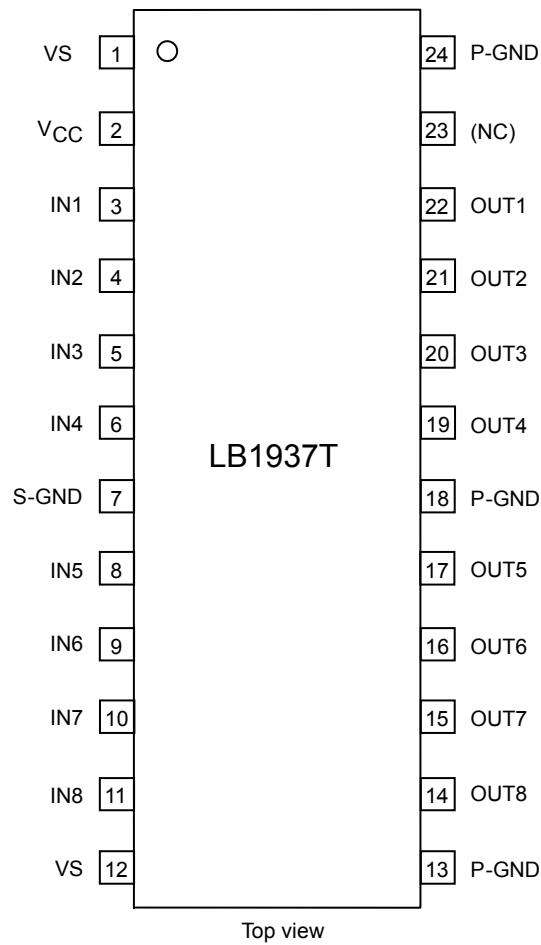 VS 1 24 P-GND
VCC 2 23 (NC)
IN1 3 22 OUT1
IN2 4 21 OUT2
IN3 5 20 OUT3
IN4 6 19 OUT4
LB1937T
S-GND 7 18 P-GND
IN5 8 17 OUT5
IN6 9 16 OUT6
IN7 10 15 OUT7
IN8 11 14 OUT8
VS 12 13 P-GND
Top view